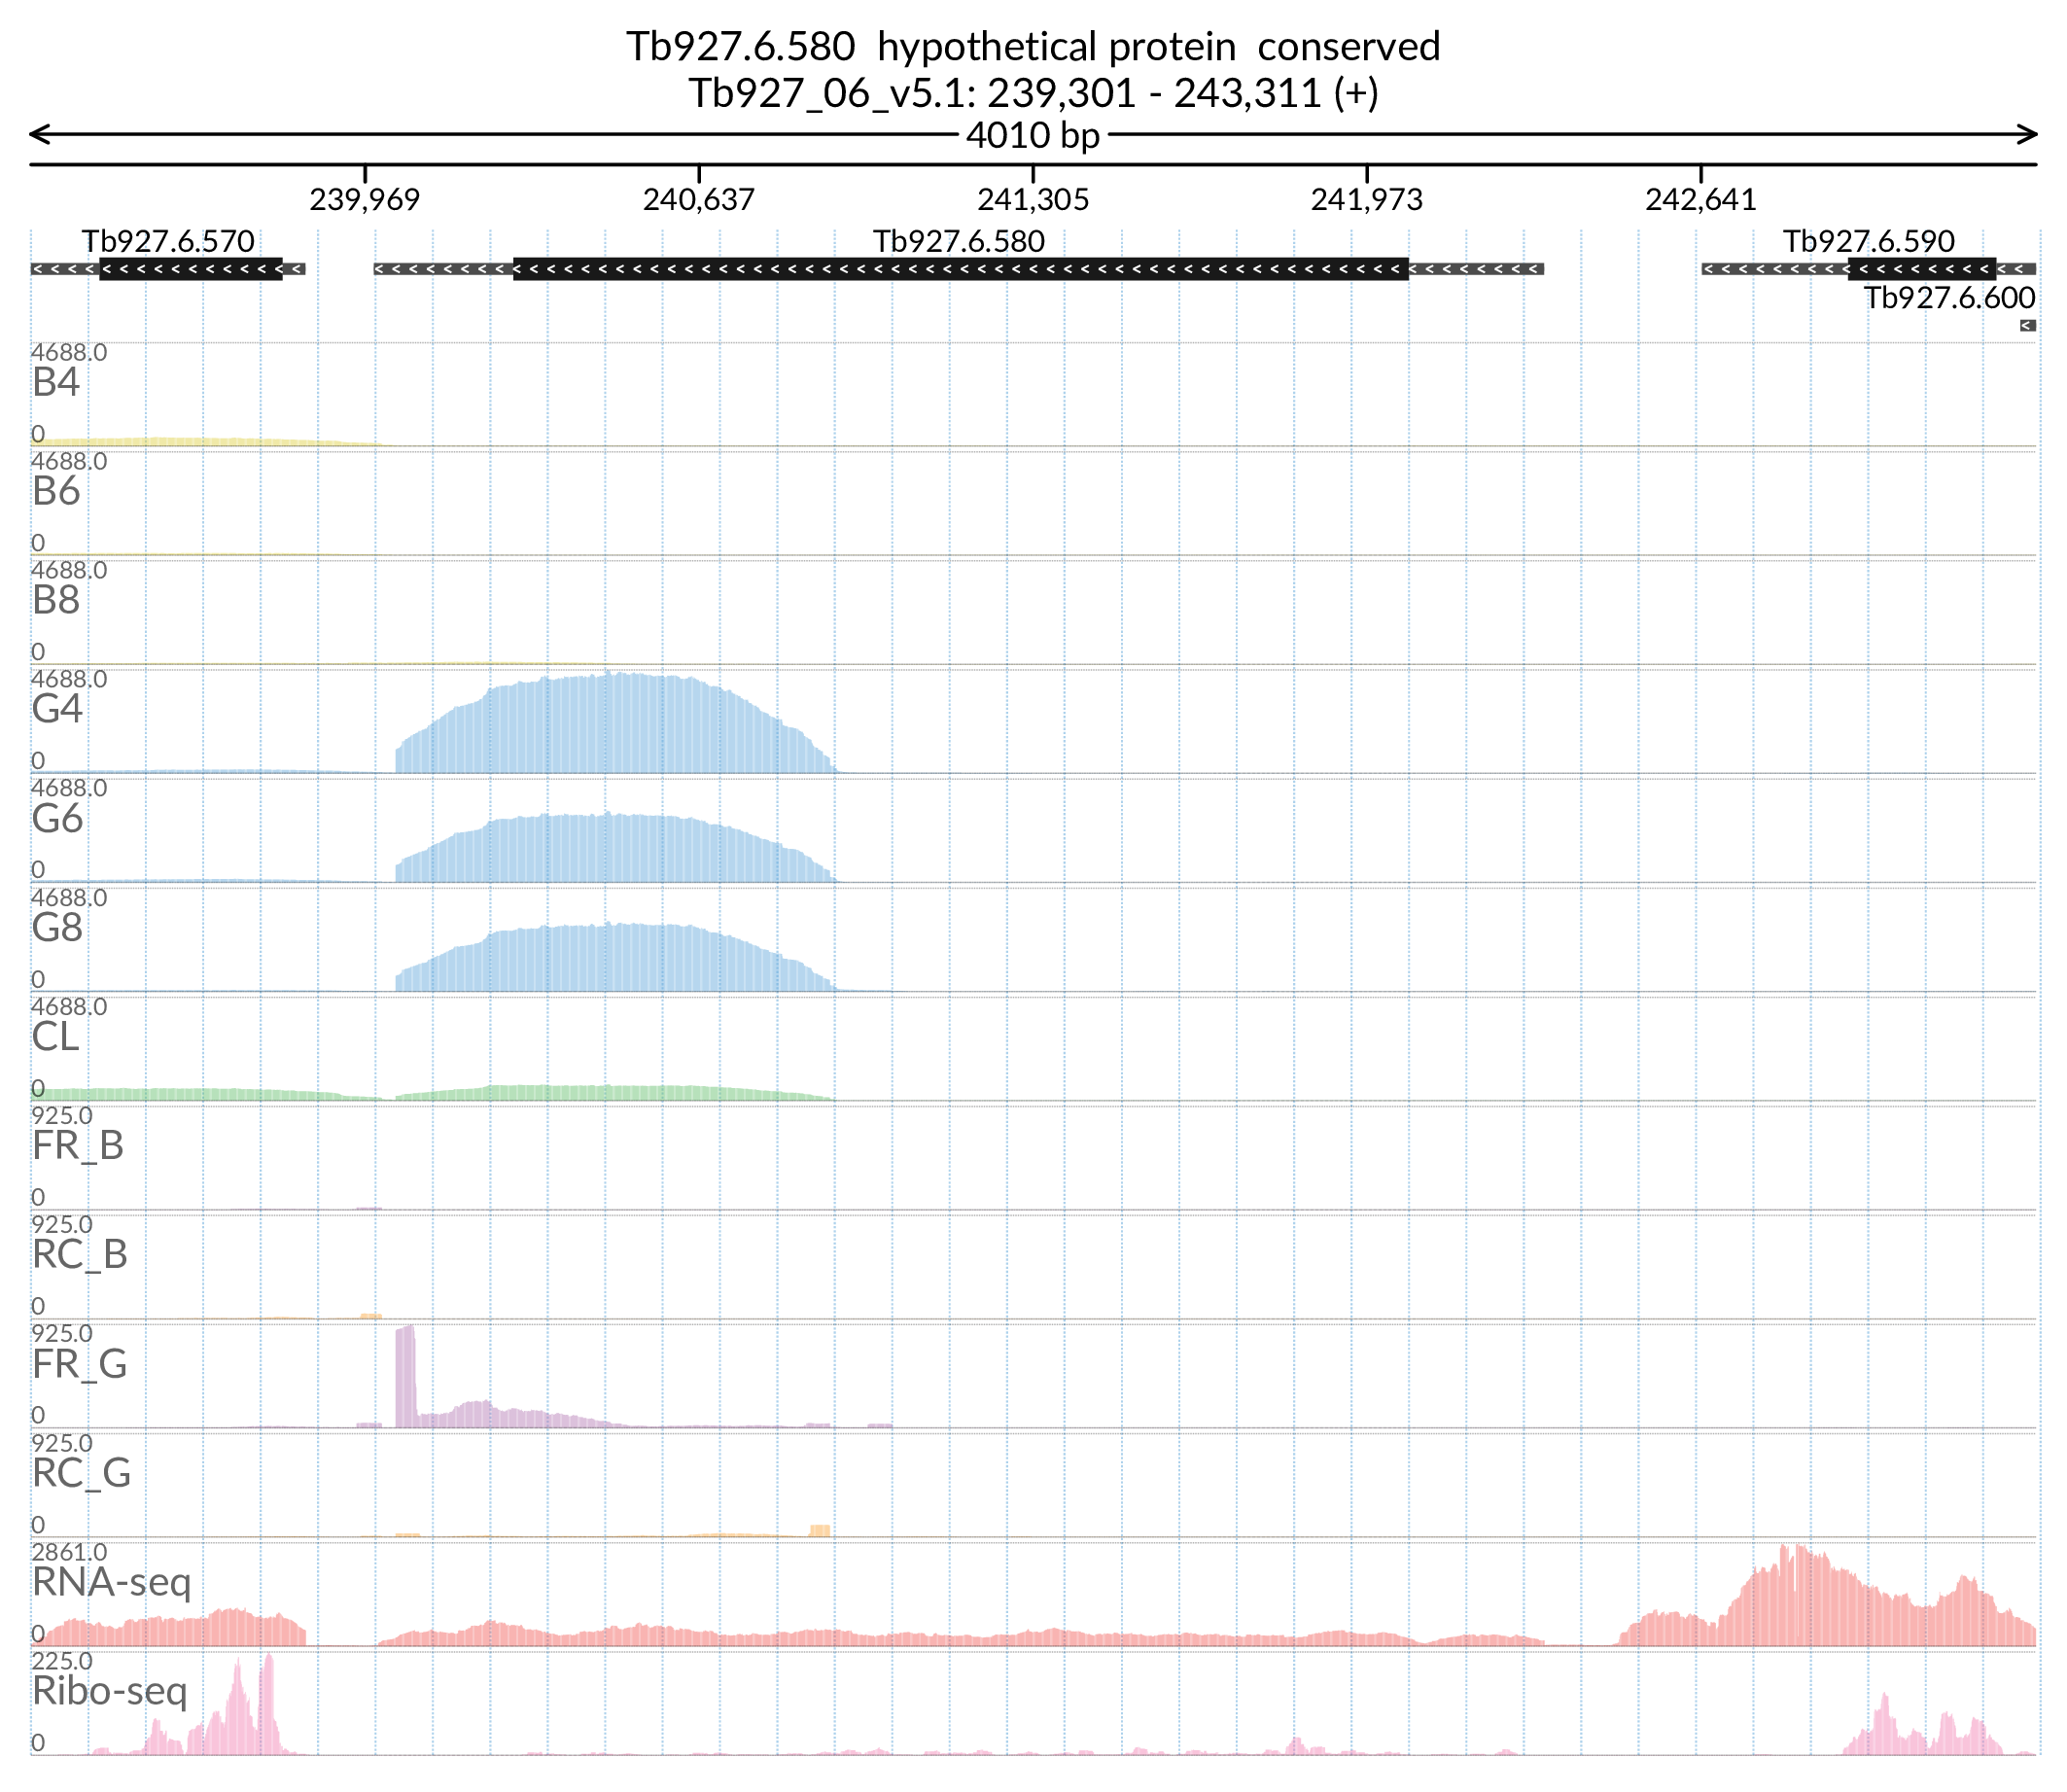 Tb927.6.580  hypothetical protein  conserved
Tb927_06_v5.1: 239,301 - 243,311 (+)
4010 bp
239,969 240,637 241,305 241,973 242,641
Tb927.6.570 Tb927.6.580 Tb927.6.590
Tb927.6.600
4688.0
B4
0
4688.0
B6
0
4688.0
B8
0
4688.0
G4
0
4688.0
G6
0
4688.0
G8
0
4688.0
CL
0
925.0
FR_B
0
925.0
RC_B
0
925.0
FR_G
0
925.0
RC_G
0
2861.0
RNA-seq
0
225.0
Ribo-seq
0